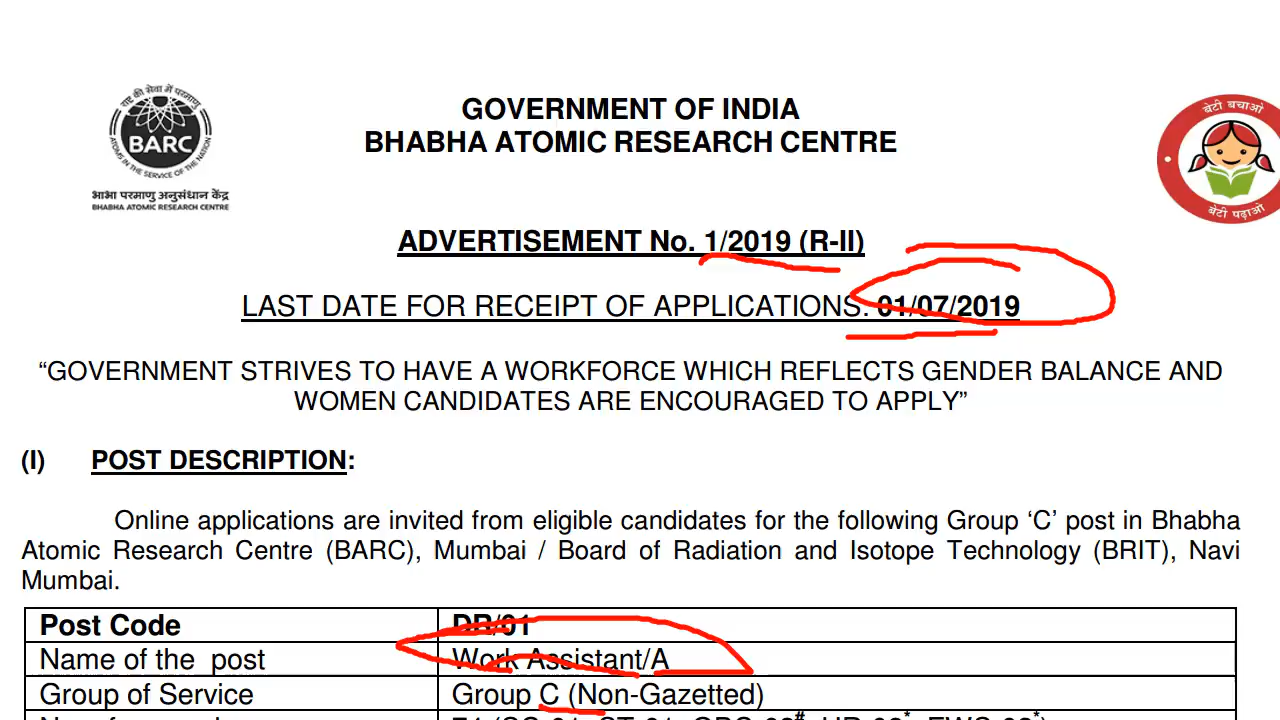 राष्ट्र की सेवा में परमाणु
BARC
ATOMS IN THE SERVICE OF THE NATION
भाभा परमाणु अनुसंधान केंद्र
BHABHA ATOMIC RESEARCH CENTRE
GOVERNMENT OF INDIA
BHABHA ATOMIC RESEARCH CENTRE
बेटी बचाओ
बेटी पढ़ाओ
ADVERTISEMENT No. 1/2019 (R-II)
LAST DATE FOR RECEIPT OF APPLICATIONS: 01/07/2019
“GOVERNMENT STRIVES TO HAVE A WORKFORCE WHICH REFLECTS GENDER BALANCE AND
WOMEN CANDIDATES ARE ENCOURAGED TO APPLY”
(I) POST DESCRIPTION:
Online applications are invited from eligible candidates for the following Group ‘C’ post in Bhabha
Atomic Research Centre (BARC), Mumbai / Board of Radiation and Isotope Technology (BRIT), Navi
Mumbai.
Post Code DR/01
Name of the post Work Assistant/A
Group of Service Group C (Non-Gazetted)